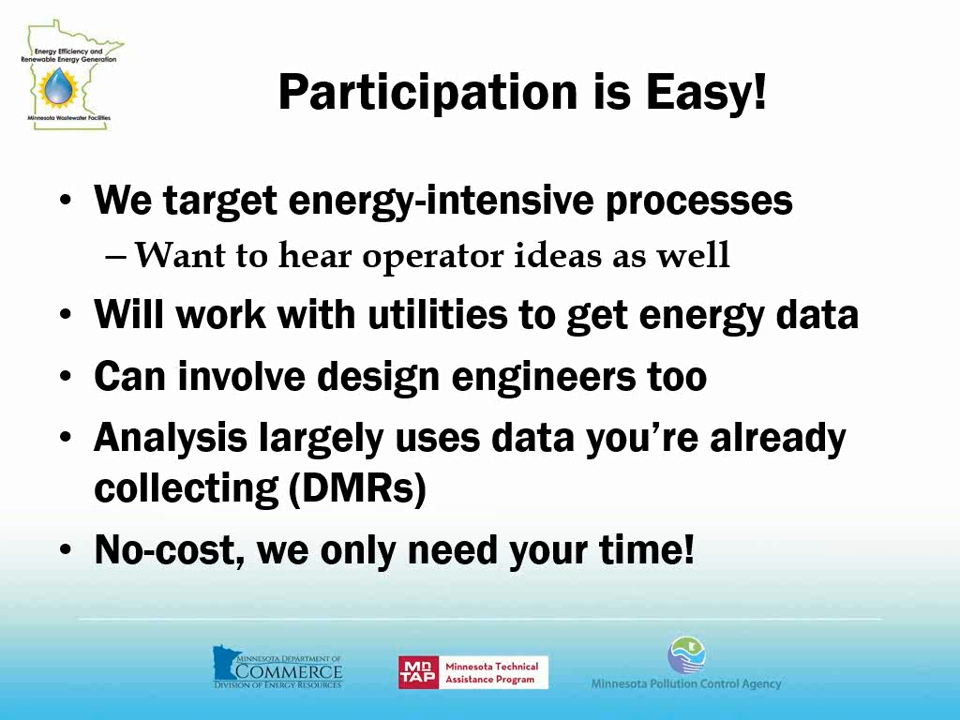 Energy Efficiency and
Renewable Energy Generation
Minnesota Wastewater Facilities
Participation is Easy!
• We target energy-intensive processes
– Want to hear operator ideas as well
• Will work with utilities to get energy data
• Can involve design engineers too
• Analysis largely uses data you’re already
collecting (DMRs)
• No-cost, we only need your time!
MINNESOTA DEPARTMENT OF
COMMERCE
DIVISION OF ENERGY RESOURCES
MnTAP
Minnesota Technical
Assistance Program
Minnesota Pollution Control Agency